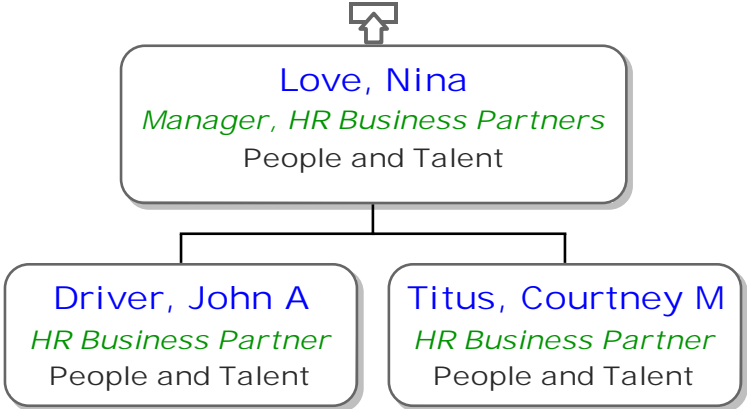 Love, Nina
Manager, HR Business Partners
People and Talent
Driver, John A
HR Business Partner
People and Talent
Titus, Courtney M
HR Business Partner
People and Talent